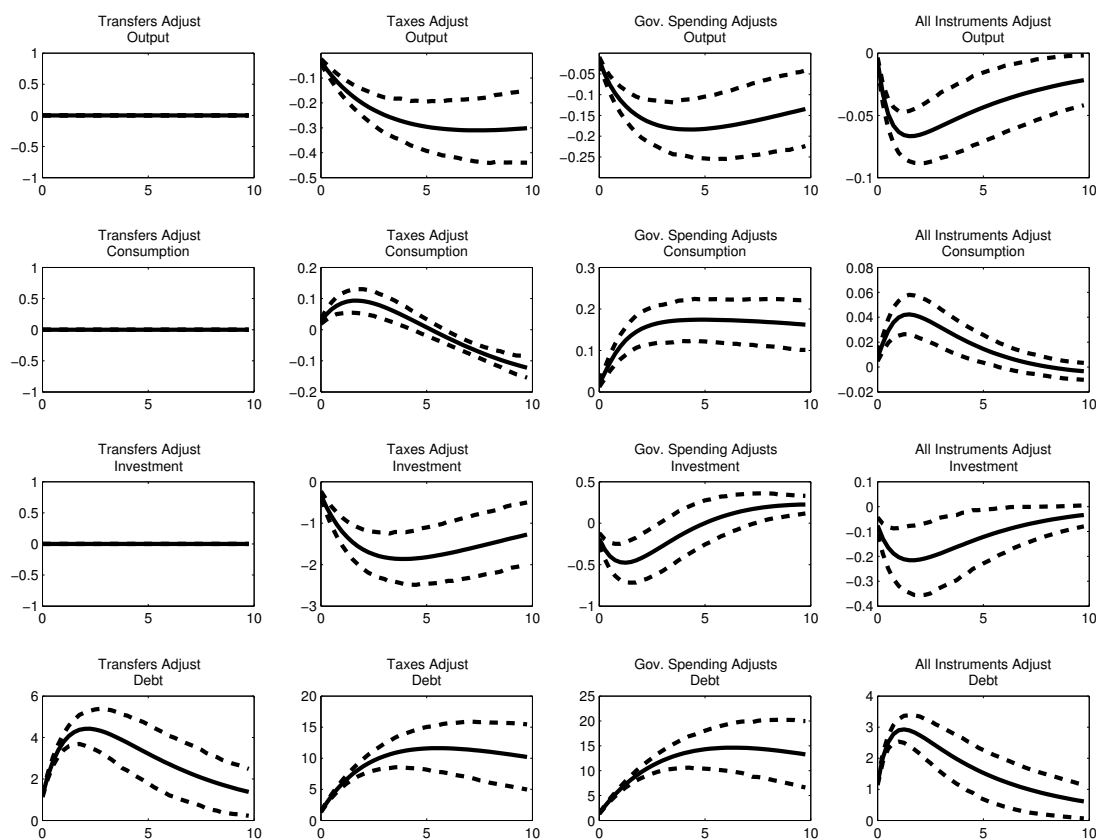 Transfers Adjust
Output
1
0.5
0
−0.5
−1
0 5 10
Taxes Adjust
Output
−0.1
−0.2
−0.3
−0.4
−0.5
0 5 10
Gov. Spending Adjusts
Output
−0.05
−0.1
−0.15
−0.2
−0.25
0 5 10
All Instruments Adjust
Output
0
−0.05
−0.1
0 5 10
Transfers Adjust
Consumption
1
0.5
0
−0.5
−1
0 5 10
Taxes Adjust
Consumption
0.2
0.1
0
−0.1
−0.2
0 5 10
Gov. Spending Adjusts
Consumption
0.3
0.2
0.1
0
0 5 10
All Instruments Adjust
Consumption
0.08
0.06
0.04
0.02
0
−0.02
0 5 10
Transfers Adjust
Investment
1
0.5
0
−0.5
−1
0 5 10
Taxes Adjust
Investment
0
−1
−2
−3
0 5 10
Gov. Spending Adjusts
Investment
0.5
0
−0.5
−1
0 5 10
All Instruments Adjust
Investment
0.1
0
−0.1
−0.2
−0.3
−0.4
0 5 10
Transfers Adjust
Debt
6
4
2
0
0 5 10
Taxes Adjust
Debt
20
15
10
5
0
0 5 10
Gov. Spending Adjusts
Debt
25
20
15
10
5
0
0 5 10
All Instruments Adjust
Debt
4
3
2
1
0
0 5 10